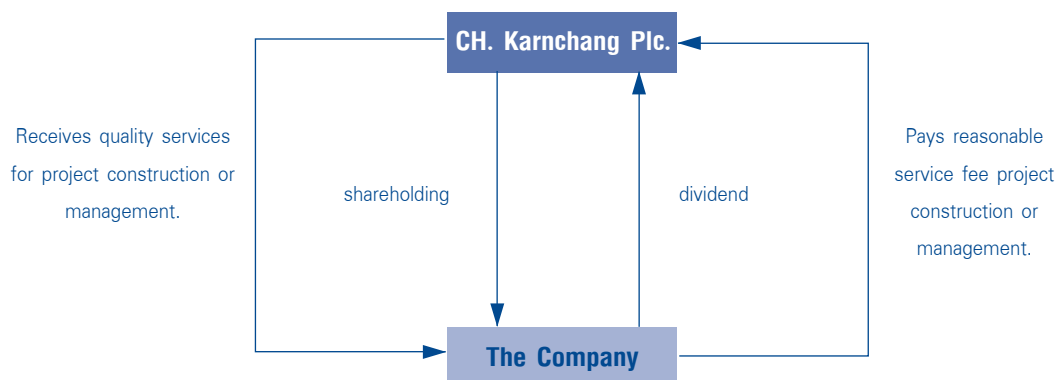 CH. Karnchang Plc.
Receives quality services
for project construction or
management.
shareholding
dividend
Pays reasonable
service fee project
construction or
management.
The Company